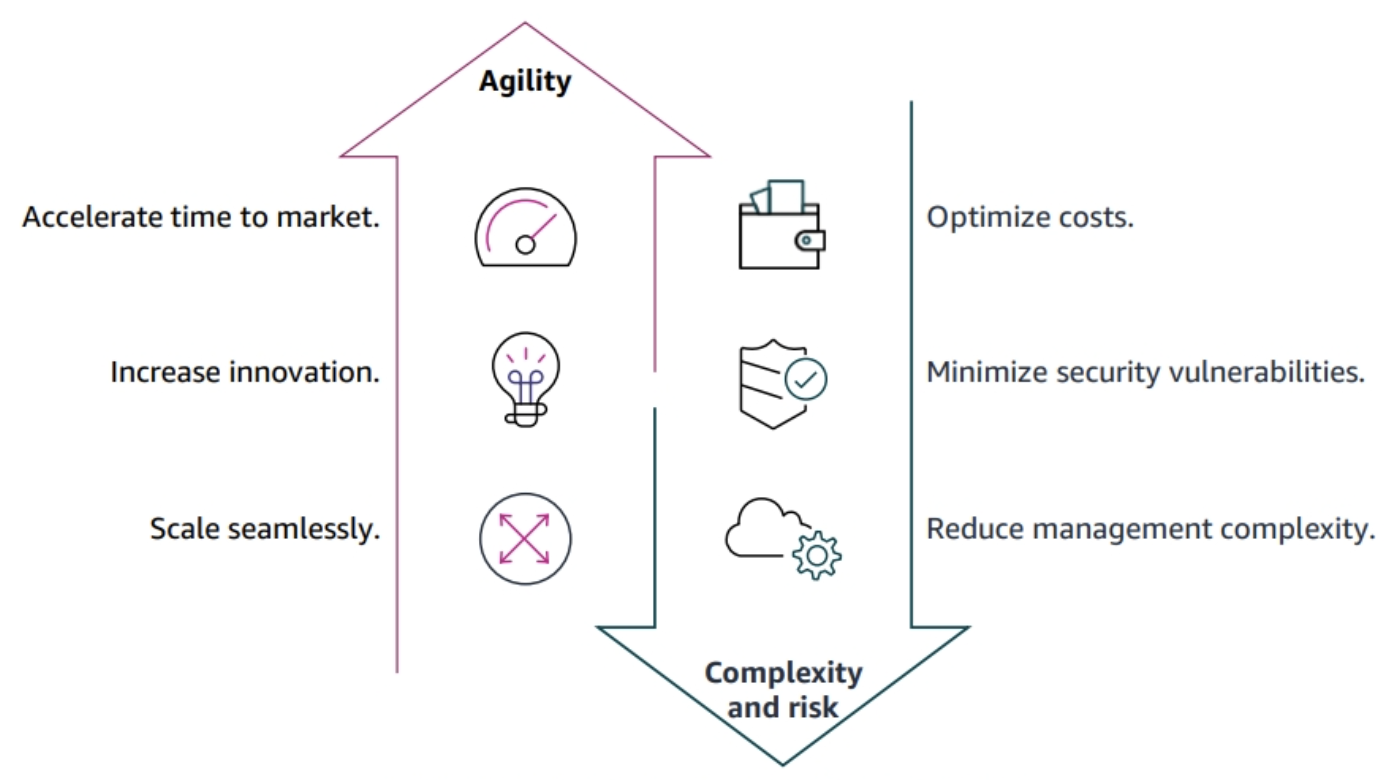 Agility
Accelerate time to market.
Optimize costs.
Increase innovation.
Minimize security vulnerabilities.
Scale seamlessly.
Reduce management complexity.
Complexity
and risk